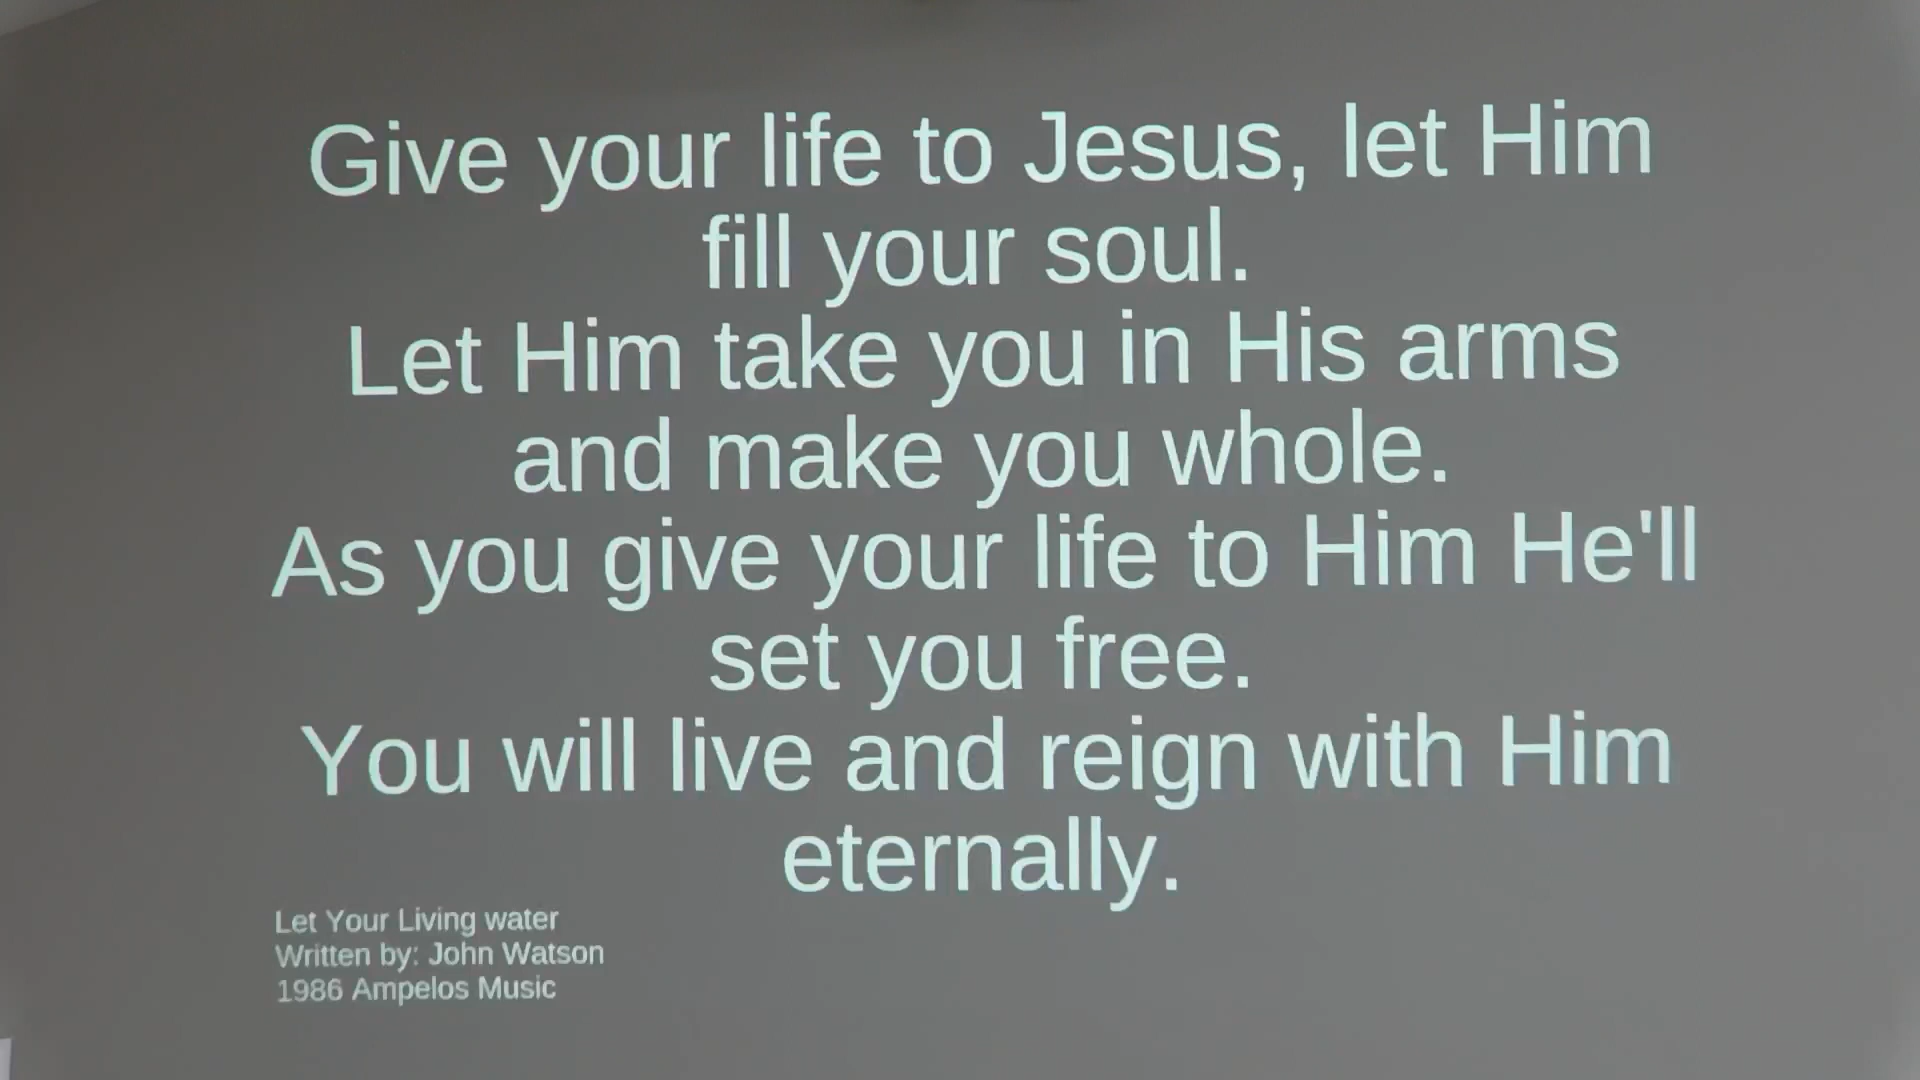 Give your life to Jesus, let Him
fill your soul.
Let Him take you in His arms
and make you whole.
As you give your life to Him He'll
set you free.
You will live and reign with Him
eternally.
Let Your Living water
Written by: John Watson
1986 Ampelos Music